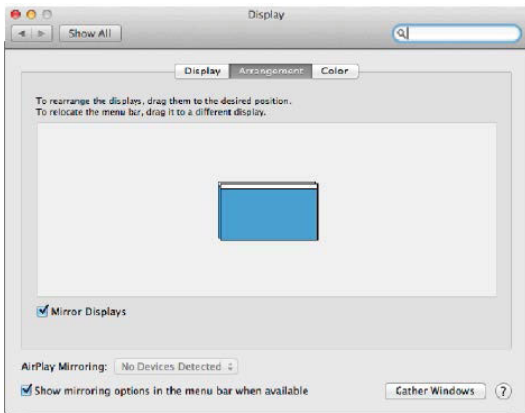 Display
Show All
Display Arrangement Color
To rearrange the displays, drag them to the desired position.
To relocate the menu bar, drag it to a different display.
Mirror Displays
AirPlay Mirroring: No Devices Detected
Show mirroring options in the menu bar when available
Gather Windows ?